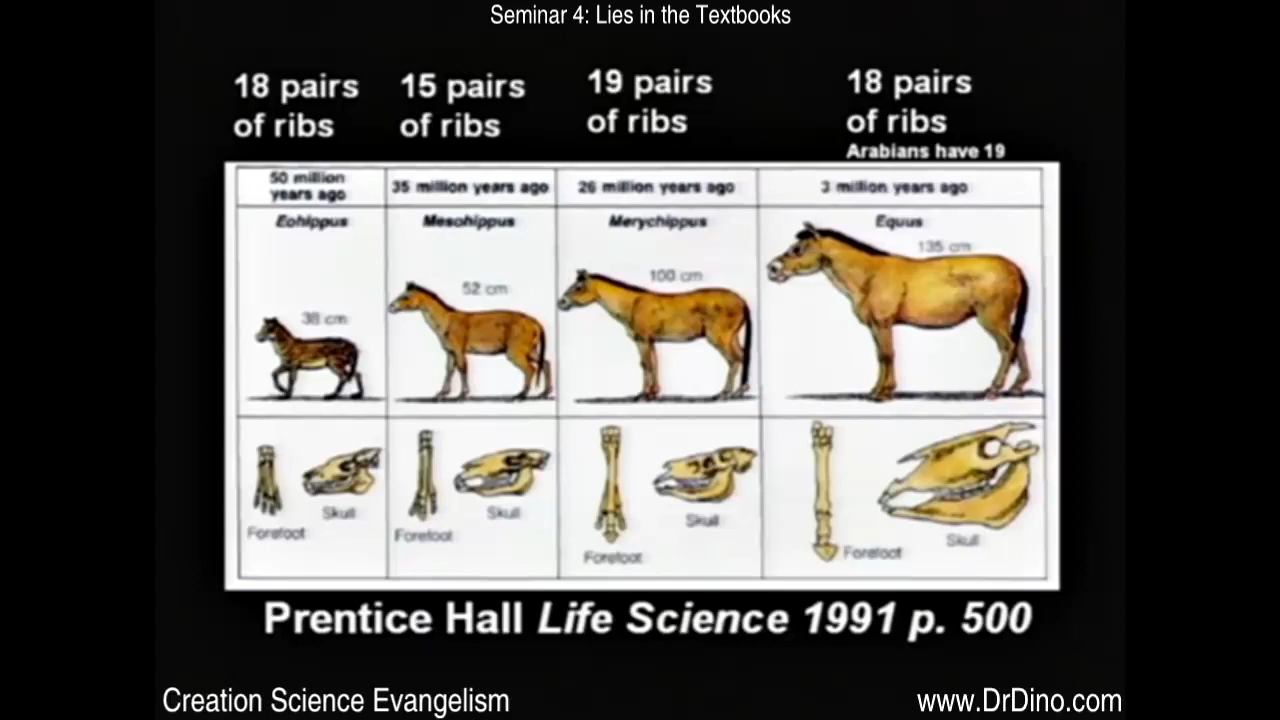 Seminar 4: Lies in the Textbooks
18 pairs
of ribs
15 pairs
of ribs
19 pairs
of ribs
18 pairs
of ribs
Arabians have 19
50 million
years ago
35 million years ago
26 million years ago
3 million years ago
Eohippus
Mesohippus
Merychippus
Equus
38 cm
52 cm
100 cm
135 cm
Forefoot
Skull
Forefoot
Skull
Forefoot
Skull
Forefoot
Skull
Prentice Hall Life Science 1991 p. 500
Creation Science Evangelism
www.DrDino.com